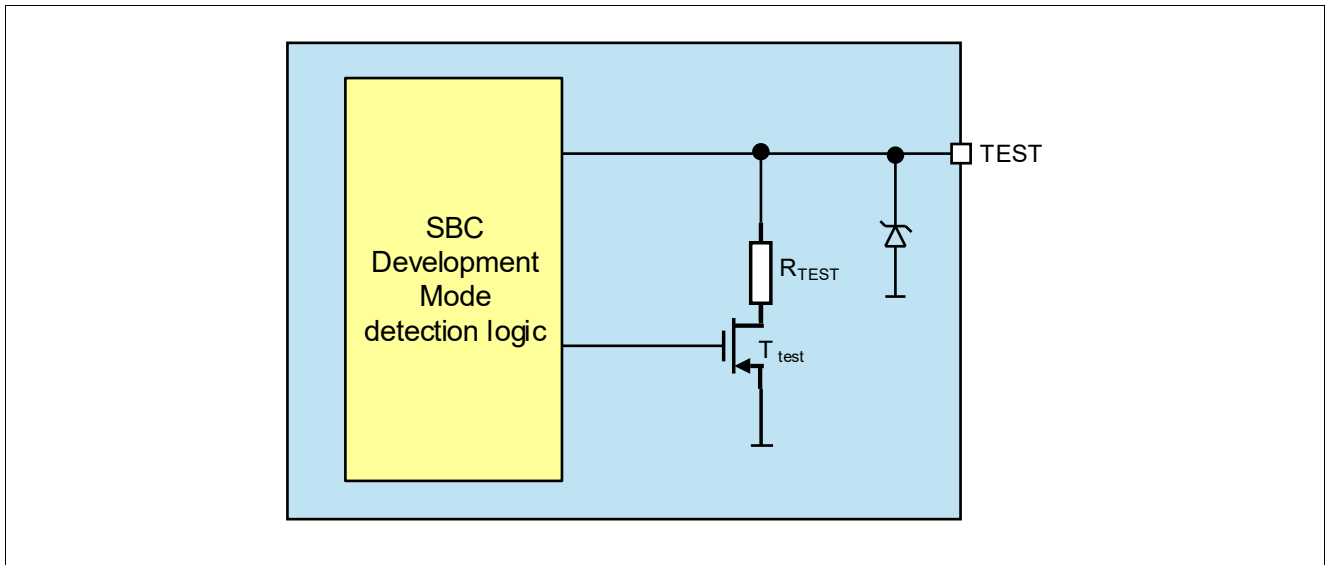 SBC
Development
Mode
detection logic
TEST
RTEST
T test